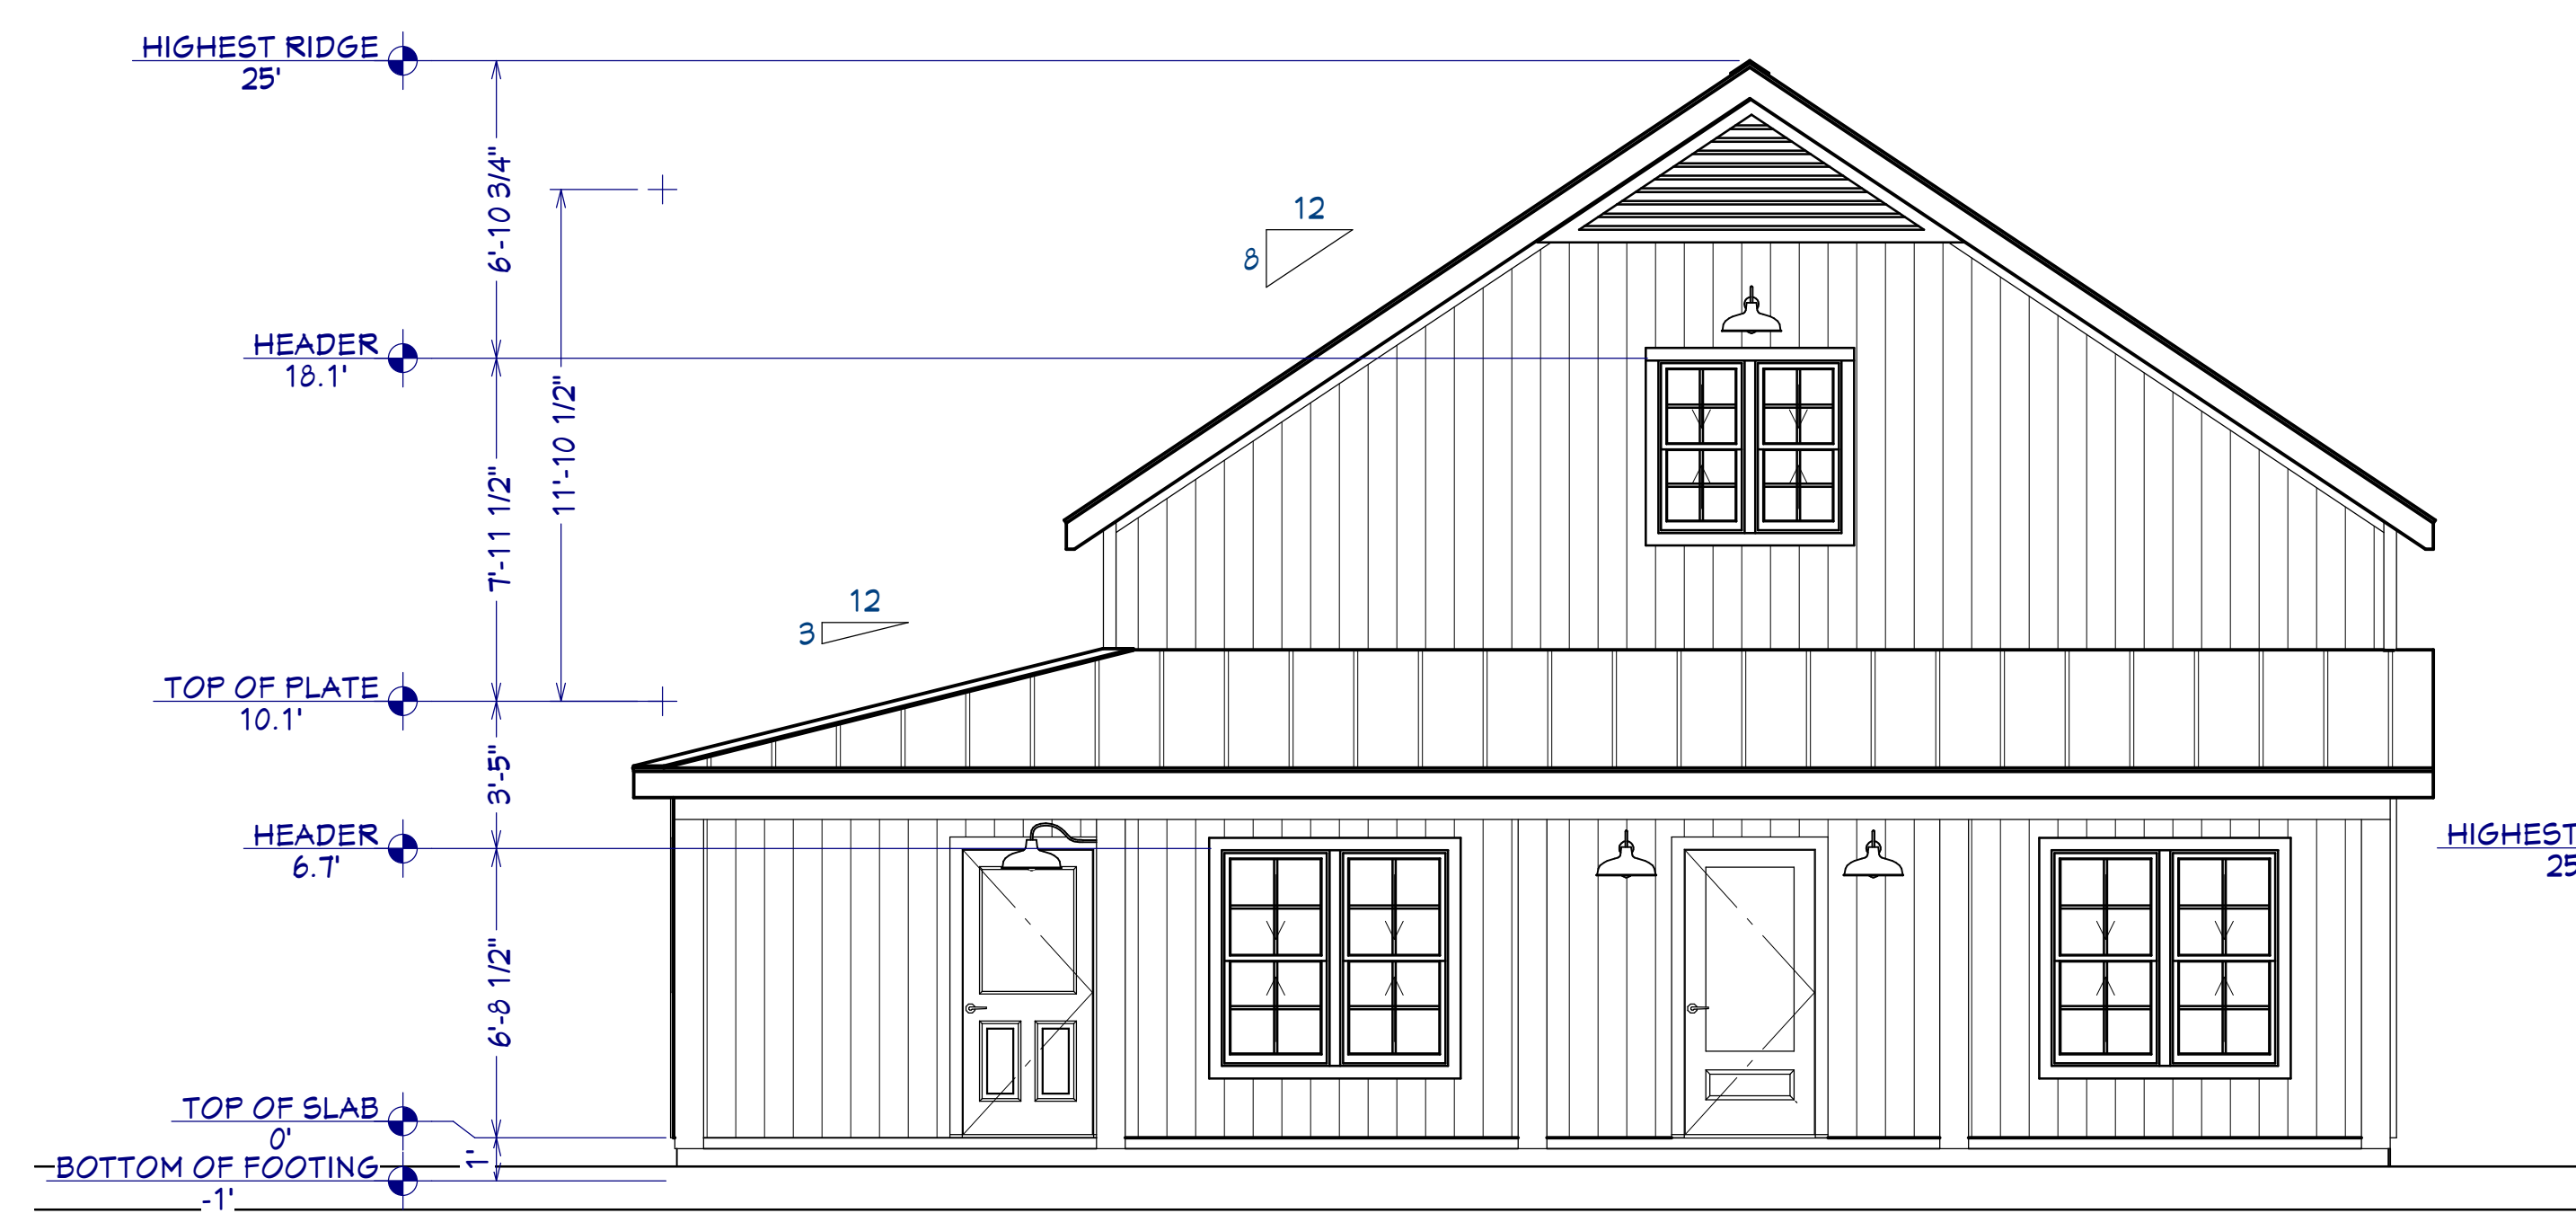 HIGHEST RIDGE
25'
6'-10 3/4"
12
8
HEADER
18.1'
11'-10 1/2"
7'-11 1/2"
12
3
TOP OF PLATE
10.1'
3'-5"
HEADER
6.7'
HIGHEST
25
6'-8 1/2"
TOP OF SLAB
0'
1'
BOTTOM OF FOOTING
-1'